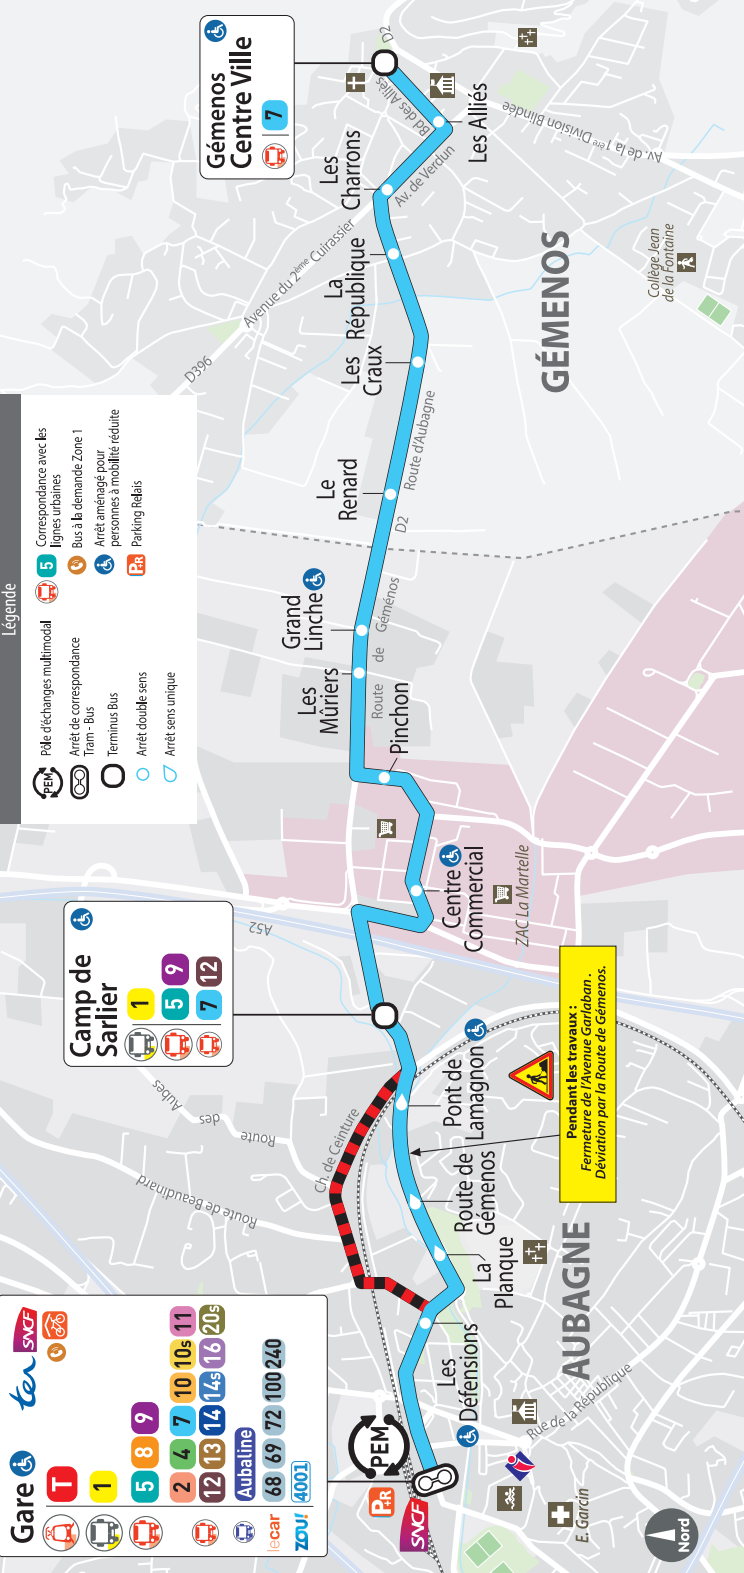 Gare
ter
SNCF
T
1
5 8 9
2 4 7 10 10s 11
12 13 14 14s 16 20s
Aubaline
lecar
68 69 72 100 240
ZOU!
4001
Camp de
Sarlier
1
5 9
7 12
Légende
PEM
Pôle d'échanges multimodal
Arrêt de correspondance
Tram - Bus
Terminus Bus
Arrêt double sens
Arrêt sens unique
5
Correspondance avec les
lignes urbaines
Bus à la demande Zone 1
Arrêt aménagé pour
personnes à mobilité réduite
P+R
Parking Relais
Gémenos
Centre Ville
7
PEM
P+R
SNCF
Les
Défensions
La
Planque
Route de
Gémenos
Pont de
Lamagnon
Centre
Commercial
Pinchon
Les
Mûriers
Grand
Linche
Le
Renard
Les
Craux
La
République
Les
Charrons
Les Alliés
Route de Beaudinard
Route des Aubes
Ch. de Ceinture
A52
Route de Géménos
D2
Route d'Aubagne
D396
Avenue du 2ème Cuirassier
Av. de Verdun
Bd des Alliés
D2
Av. de la 1ère Division Blindée
Collège Jean
de la Fontaine
GÉMENOS
ZAC La Martelle
Pendant les travaux :
Fermeture de l'Avenue Garlaban.
Déviation par la Route de Gémenos.
AUBAGNE
Rue de la République
E. Garcin
Nord